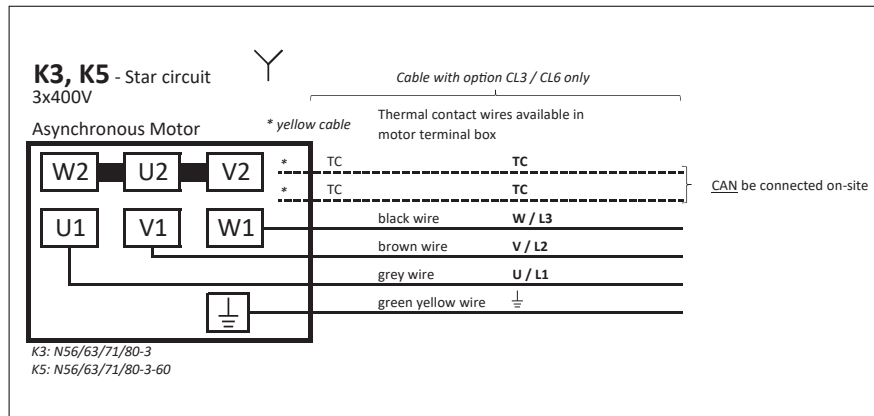 K3, K5 - Star circuit
3x400V
Cable with option CL3 / CL6 only
Asynchronous Motor
* yellow cable
Thermal contact wires available in
motor terminal box
W2 U2 V2
* TC TC
* TC TC
CAN be connected on-site
U1 V1 W1
black wire W / L3
brown wire V / L2
grey wire U / L1
green yellow wire
K3: N56/63/71/80-3
K5: N56/63/71/80-3-60